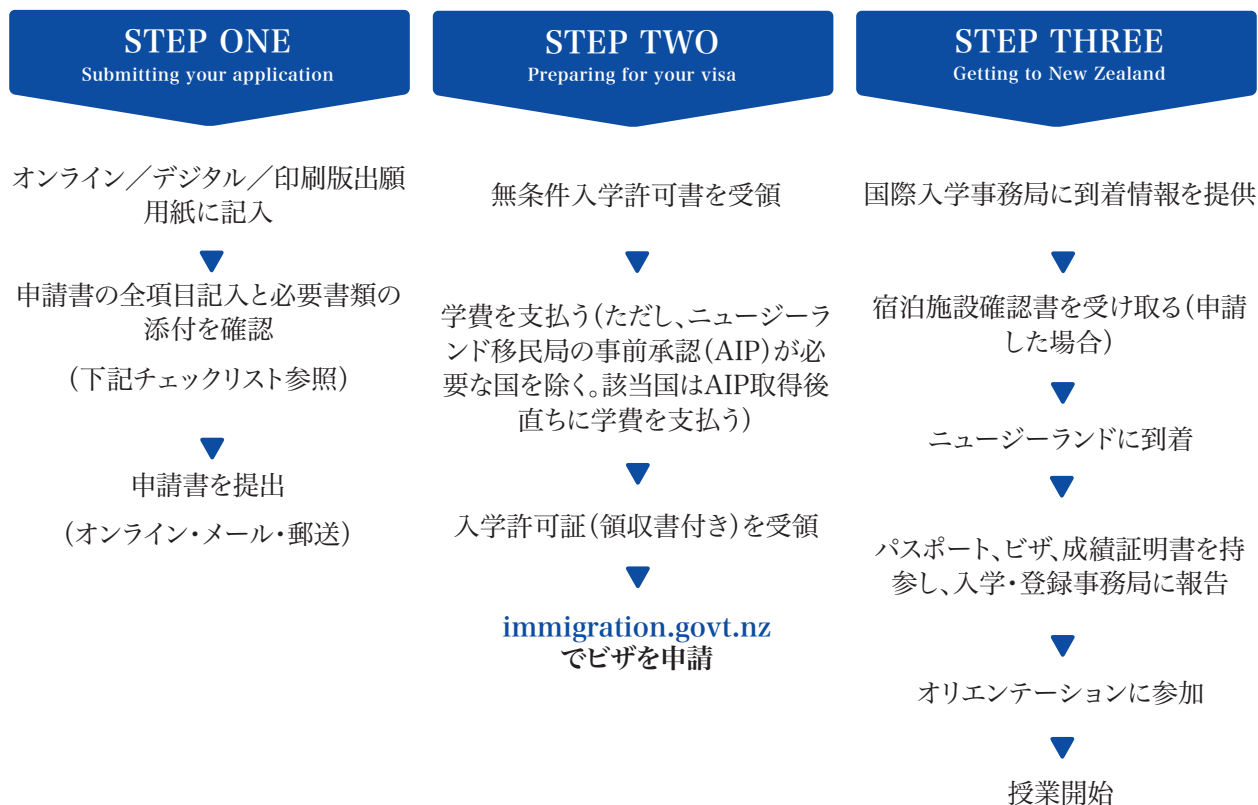 STEP ONE
Submitting your application
オンライン／デジタル／印刷版出願
用紙に記入
申請書の全項目記入と必要書類の
添付を確認
(下記チェックリスト参照)
申請書を提出
(オンライン・メール・郵送)
STEP TWO
Preparing for your visa
無条件入学許可書を受領
学費を支払う(ただし、ニュージーラ
ンド移民局の事前承認(AIP)が必
要な国を除く。該当国はAIP取得後
直ちに学費を支払う)
入学許可証(領収書付き)を受領
immigration.govt.nz
でビザを申請
STEP THREE
Getting to New Zealand
国際入学事務局に到着情報を提供
宿泊施設確認書を受け取る(申請
した場合)
ニュージーランドに到着
パスポート、ビザ、成績証明書を持
参し、入学・登録事務局に報告
オリエンテーションに参加
授業開始